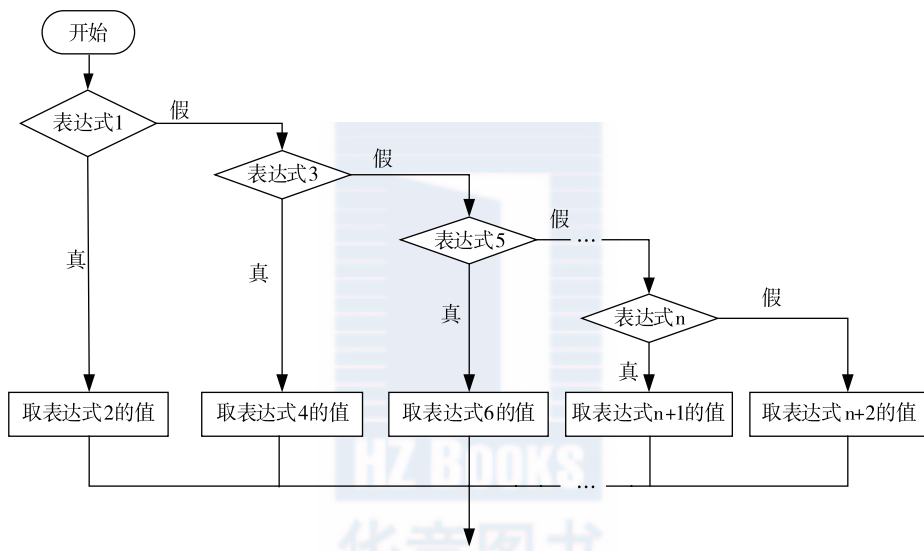 开始
表达式1
假
表达式3
假
表达式5
假
…
表达式n
假
真
真
真
真
取表达式2的值
取表达式4的值
取表达式6的值
取表达式n+1的值
取表达式n+2的值
HZ BOOKS
…
华章图书